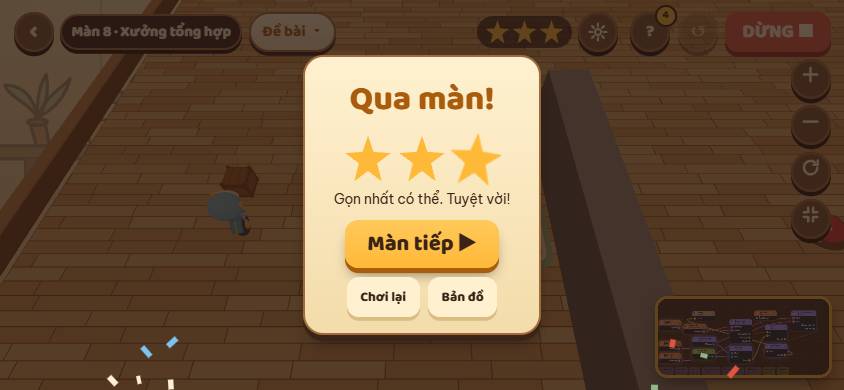 Màn 8 • Xưởng tổng hợp
Đề bài
4
?
DỪNG
Qua màn!
Gọn nhất có thể. Tuyệt vời!
Màn tiếp
Chơi lại
Bản đồ